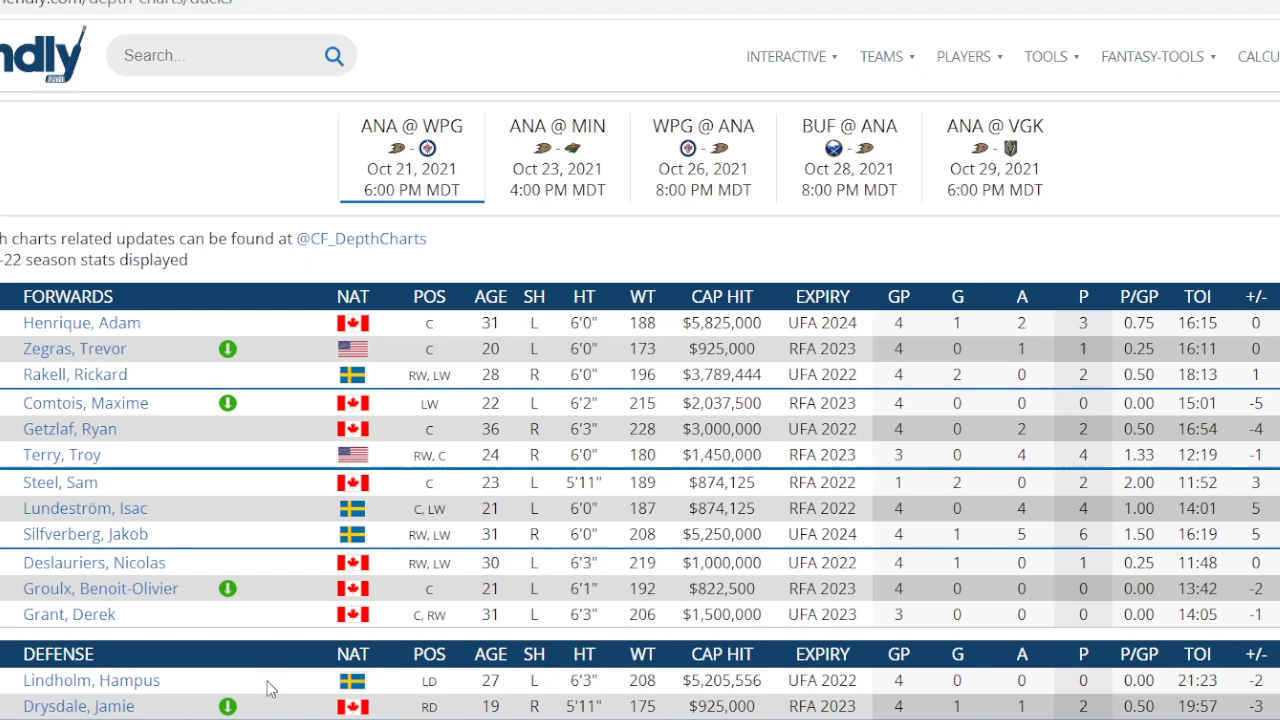 endly.com/depth-charts/ducks
ndly
Search...
INTERACTIVE TEAMS PLAYERS TOOLS FANTASY-TOOLS CALCU
ANA @ WPG ANA @ MIN WPG @ ANA BUF @ ANA ANA @ VGK
- - - - -
Oct 21, 2021 Oct 23, 2021 Oct 26, 2021 Oct 28, 2021 Oct 29, 2021
6:00 PM MDT 4:00 PM MDT 8:00 PM MDT 8:00 PM MDT 6:00 PM MDT
h charts related updates can be found at @CF_DepthCharts
-22 season stats displayed
FORWARDS NAT POS AGE SH HT WT CAP HIT EXPIRY GP G A P P/GP TOI +/-
Henrique, Adam C 31 L 6'0" 188 $5,825,000 UFA 2024 4 1 2 3 0.75 16:15 0
Zegras, Trevor C 20 L 6'0" 173 $925,000 RFA 2023 4 0 1 1 0.25 16:11 0
Rakell, Rickard RW, LW 28 R 6'0" 196 $3,789,444 UFA 2022 4 2 0 2 0.50 18:13 1
Comtois, Maxime LW 22 L 6'2" 215 $2,037,500 RFA 2023 4 0 0 0 0.00 15:01 -5
Getzlaf, Ryan C 36 R 6'3" 228 $3,000,000 UFA 2022 4 0 2 2 0.50 16:54 -4
Terry, Troy RW, C 24 R 6'0" 180 $1,450,000 RFA 2023 3 0 4 4 1.33 12:19 -1
Steel, Sam C 23 L 5'11" 189 $874,125 RFA 2022 1 2 0 2 2.00 11:52 3
Lundeström, Isac C, LW 21 L 6'0" 187 $874,125 RFA 2022 4 0 4 4 1.00 14:01 5
Silfverberg, Jakob RW, LW 31 R 6'0" 208 $5,250,000 UFA 2024 4 1 5 6 1.50 16:19 5
Deslauriers, Nicolas RW, LW 30 L 6'3" 219 $1,000,000 UFA 2022 4 1 0 1 0.25 11:48 0
Groulx, Benoit-Olivier C 21 L 6'1" 192 $822,500 RFA 2023 4 0 0 0 0.00 13:42 -2
Grant, Derek C, RW 31 L 6'3" 206 $1,500,000 UFA 2023 3 0 0 0 0.00 14:05 -1
DEFENSE NAT POS AGE SH HT WT CAP HIT EXPIRY GP G A P P/GP TOI +/-
Lindholm, Hampus LD 27 L 6'3" 208 $5,205,556 UFA 2022 4 0 0 0 0.00 21:23 -2
Drysdale, Jamie RD 19 R 5'11" 175 $925,000 RFA 2023 4 1 1 2 0.50 19:57 -3